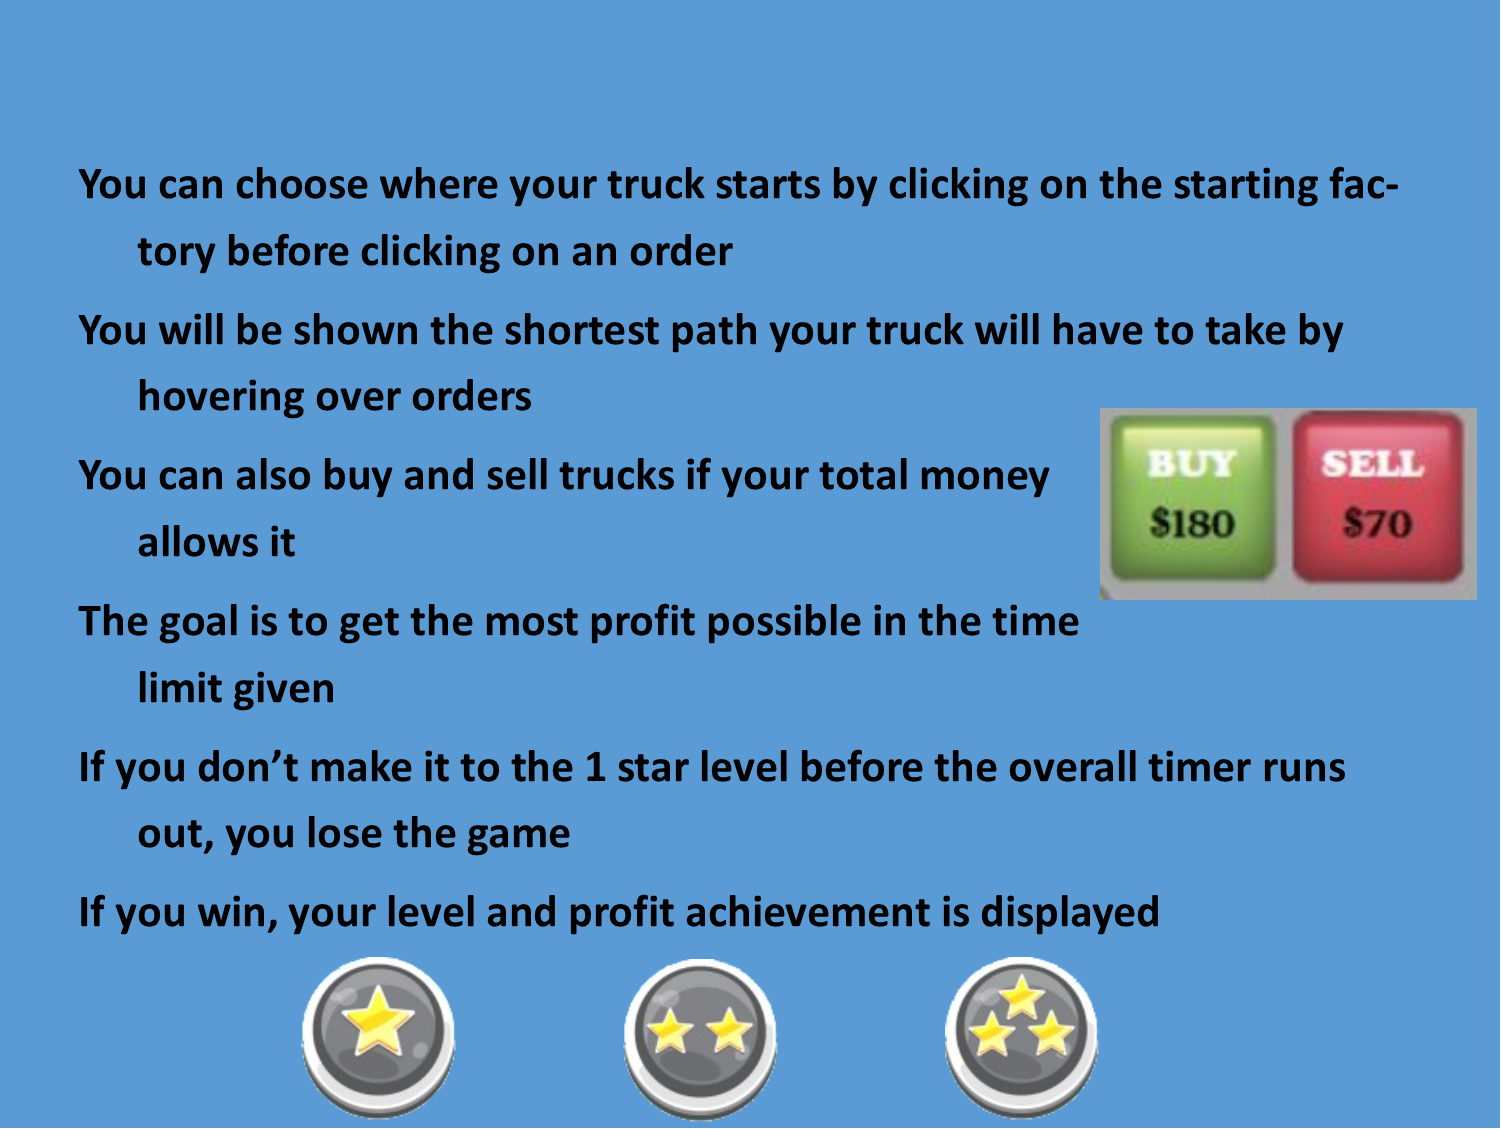 You can choose where your truck starts by clicking on the starting fac-
tory before clicking on an order
You will be shown the shortest path your truck will have to take by
hovering over orders
You can also buy and sell trucks if your total money
allows it
BUY SELL
$180 $70
The goal is to get the most profit possible in the time
limit given
If you don’t make it to the 1 star level before the overall timer runs
out, you lose the game
If you win, your level and profit achievement is displayed